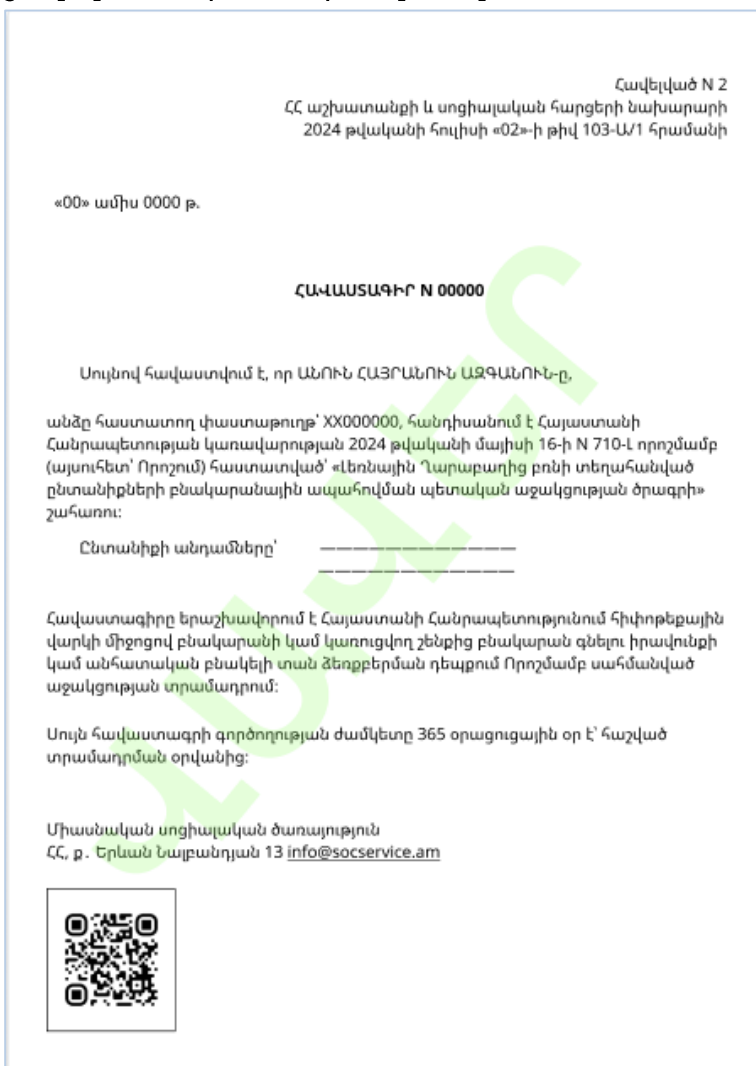 Հավելված N 2
ՀՀ աշխատանքի և սոցիալական հարցերի նախարարի
2024 թվականի հուլիսի «02»-ի թիվ 103-Ա/1 հրամանի
«00» ամիս 0000 թ.
ՀԱՎԱՍՏԱԳԻՐ N 00000
Սույնով հավաստվում է, որ ԱՆՈՒՆ ՀԱՅՐԱՆՈՒՆ ԱԶԳԱՆՈՒՆ-ը,
անձը հաստատող փաստաթուղթ՝ XX000000, հանդիսանում է Հայաստանի
Հանրապետության կառավարության 2024 թվականի մայիսի 16-ի N 710-Լ որոշմամբ
(այսուհետ՝ Որոշում) հաստատված՝ «Լեռնային Ղարաբաղից բռնի տեղահանված
ընտանիքների բնակարանային ապահովման պետական աջակցության ծրագրի»
շահառու:
Ընտանիքի անդամները՝ ————————————
————————————
Հավաստագիրը երաշխավորում է Հայաստանի Հանրապետությունում հիփոթեքային
վարկի միջոցով բնակարանի կամ կառուցվող շենքից բնակարան գնելու իրավունքի
կամ անհատական բնակելի տան ձեռքբերման դեպքում Որոշմամբ սահմանված
աջակցության տրամադրում:
Սույն հավաստագրի գործողության ժամկետը 365 օրացուցային օր է՝ հաշված
տրամադրման օրվանից:
Միասնական սոցիալական ծառայություն
ՀՀ, ք. Երևան Նալբանդյան 13 info@socservice.am